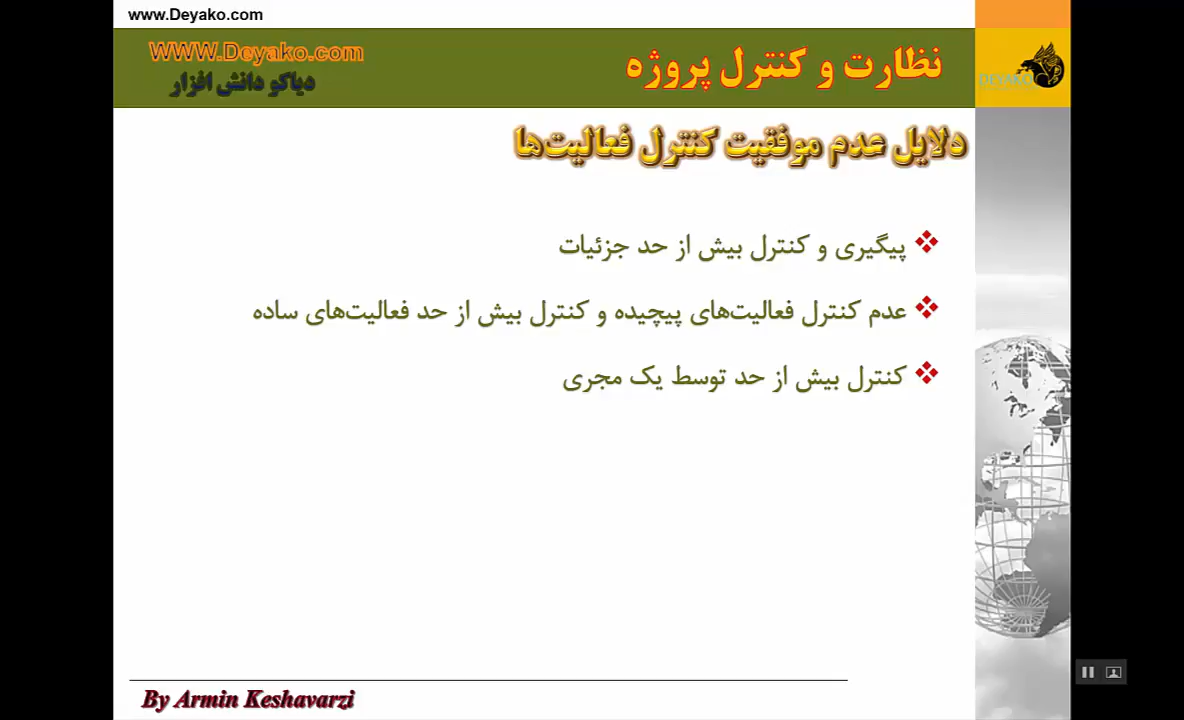 www.Deyako.com
WWW.Deyako.com
دیاکو دانش افزار
نظارت و کنترل پروژه
DEYAKO
دلایل عدم موفقیت کنترل فعالیت‌ها
پیگیری و کنترل بیش از حد جزئیات
عدم کنترل فعالیت‌های پیچیده و کنترل بیش از حد فعالیت‌های ساده
کنترل بیش از حد توسط یک مجری
By Armin Keshavarzi